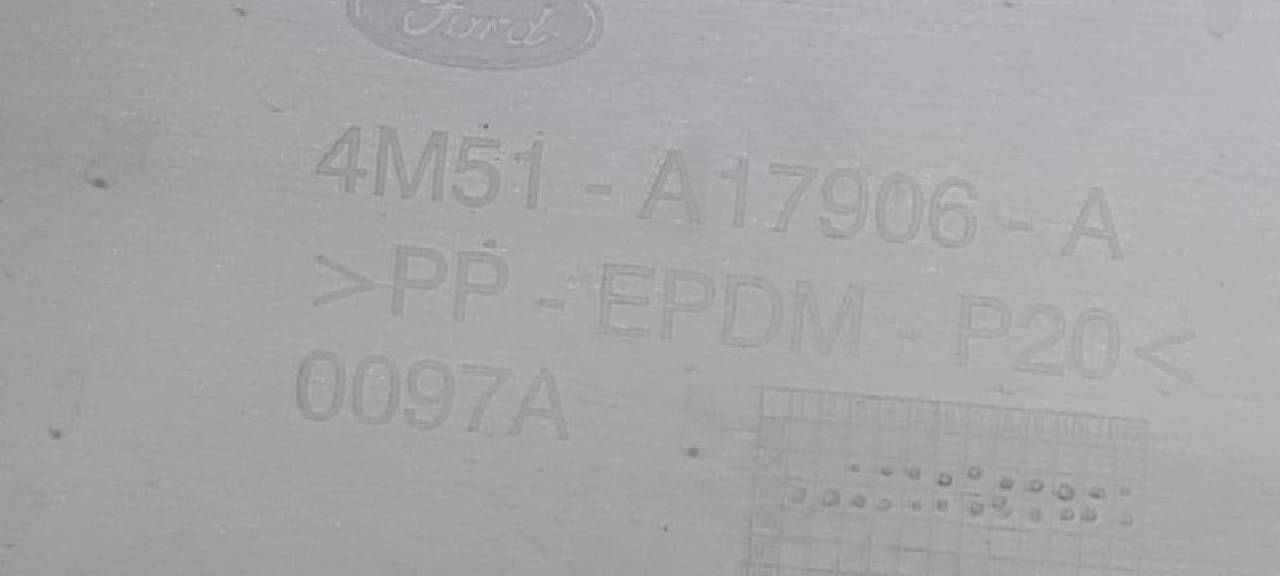 Ford
4M51 - A17906 - A
>PP - EPDM - P20<
0097A